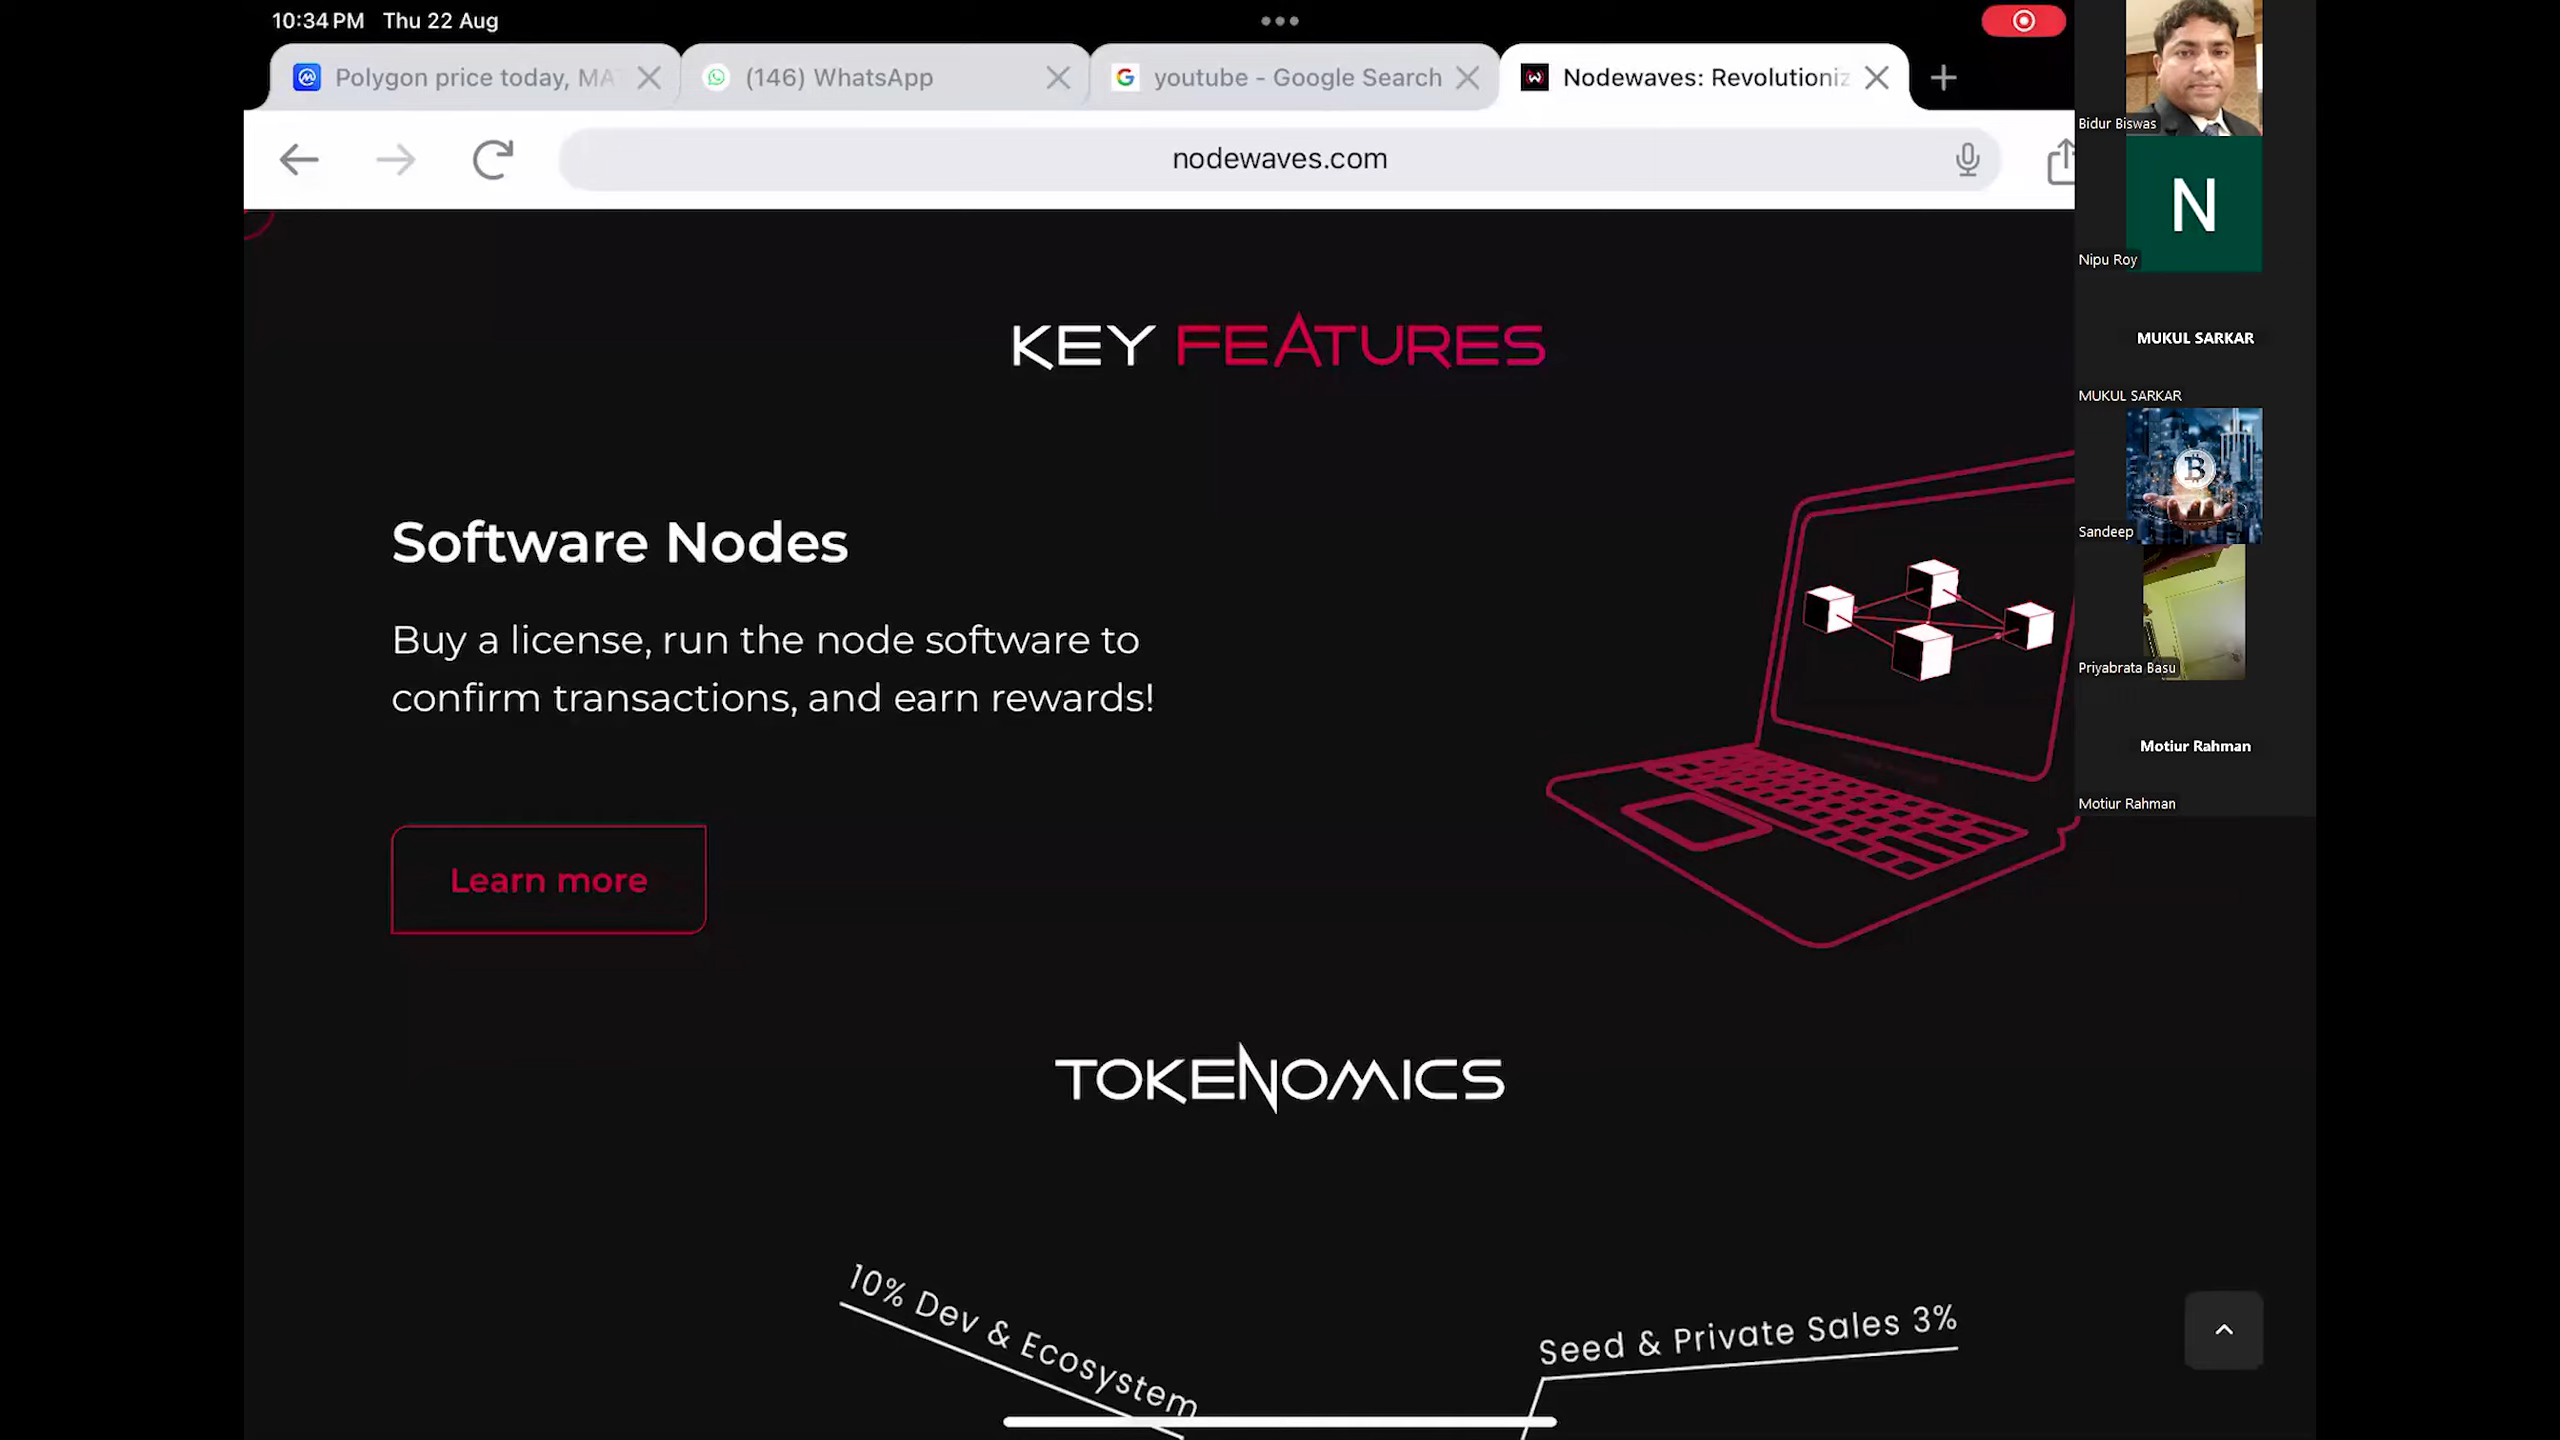 10:34 PM Thu 22 Aug
Polygon price today, MA
(146) WhatsApp
youtube - Google Search
Nodewaves: Revolutioniz
nodewaves.com
KEY FEATURES
Software Nodes
Buy a license, run the node software to
confirm transactions, and earn rewards!
Learn more
TOKENOMICS
10% Dev & Ecosystem
Seed & Private Sales 3%
Bidur Biswas
N
Nipu Roy
MUKUL SARKAR
MUKUL SARKAR
Sandeep
Priyabrata Basu
Motiur Rahman
Motiur Rahman